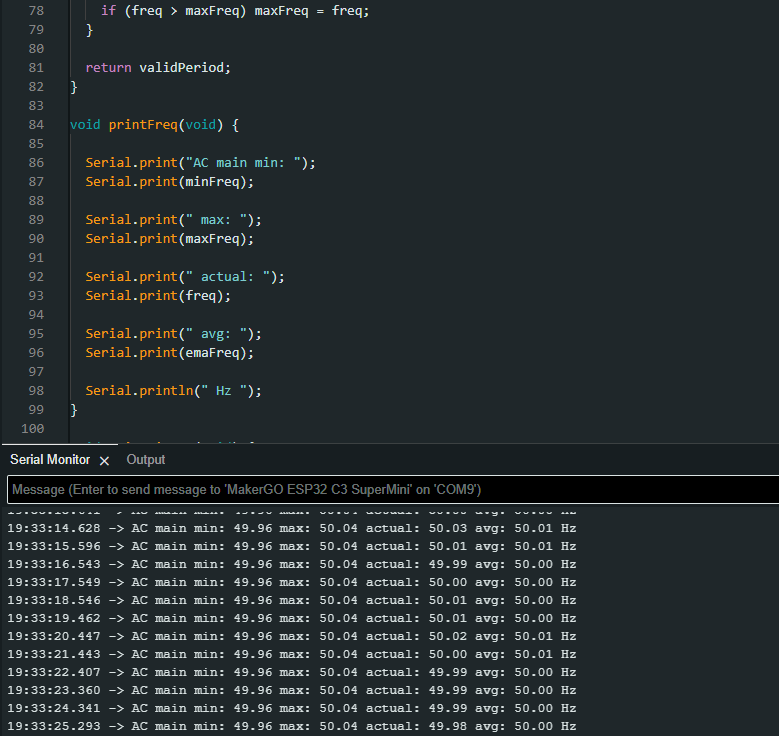 78 if (freq > maxFreq) maxFreq = freq;
79 }
80
81 return validPeriod;
82 }
83
84 void printFreq(void) {
85
86 Serial.print("AC main min: ");
87 Serial.print(minFreq);
88
89 Serial.print(" max: ");
90 Serial.print(maxFreq);
91
92 Serial.print(" actual: ");
93 Serial.print(freq);
94
95 Serial.print(" avg: ");
96 Serial.print(emaFreq);
97
98 Serial.println(" Hz ");
99 }
100
Serial Monitor × Output
Message (Enter to send message to 'MakerGO ESP32 C3 SuperMini' on 'COM9')
19:33:14.628 -> AC main min: 49.96 max: 50.04 actual: 50.03 avg: 50.01 Hz
19:33:15.596 -> AC main min: 49.96 max: 50.04 actual: 50.01 avg: 50.01 Hz
19:33:16.543 -> AC main min: 49.96 max: 50.04 actual: 49.99 avg: 50.00 Hz
19:33:17.549 -> AC main min: 49.96 max: 50.04 actual: 50.00 avg: 50.00 Hz
19:33:18.546 -> AC main min: 49.96 max: 50.04 actual: 50.01 avg: 50.00 Hz
19:33:19.462 -> AC main min: 49.96 max: 50.04 actual: 50.01 avg: 50.00 Hz
19:33:20.447 -> AC main min: 49.96 max: 50.04 actual: 50.02 avg: 50.01 Hz
19:33:21.443 -> AC main min: 49.96 max: 50.04 actual: 50.00 avg: 50.01 Hz
19:33:22.407 -> AC main min: 49.96 max: 50.04 actual: 49.99 avg: 50.00 Hz
19:33:23.360 -> AC main min: 49.96 max: 50.04 actual: 49.99 avg: 50.00 Hz
19:33:24.341 -> AC main min: 49.96 max: 50.04 actual: 49.99 avg: 50.00 Hz
19:33:25.293 -> AC main min: 49.96 max: 50.04 actual: 49.98 avg: 50.00 Hz